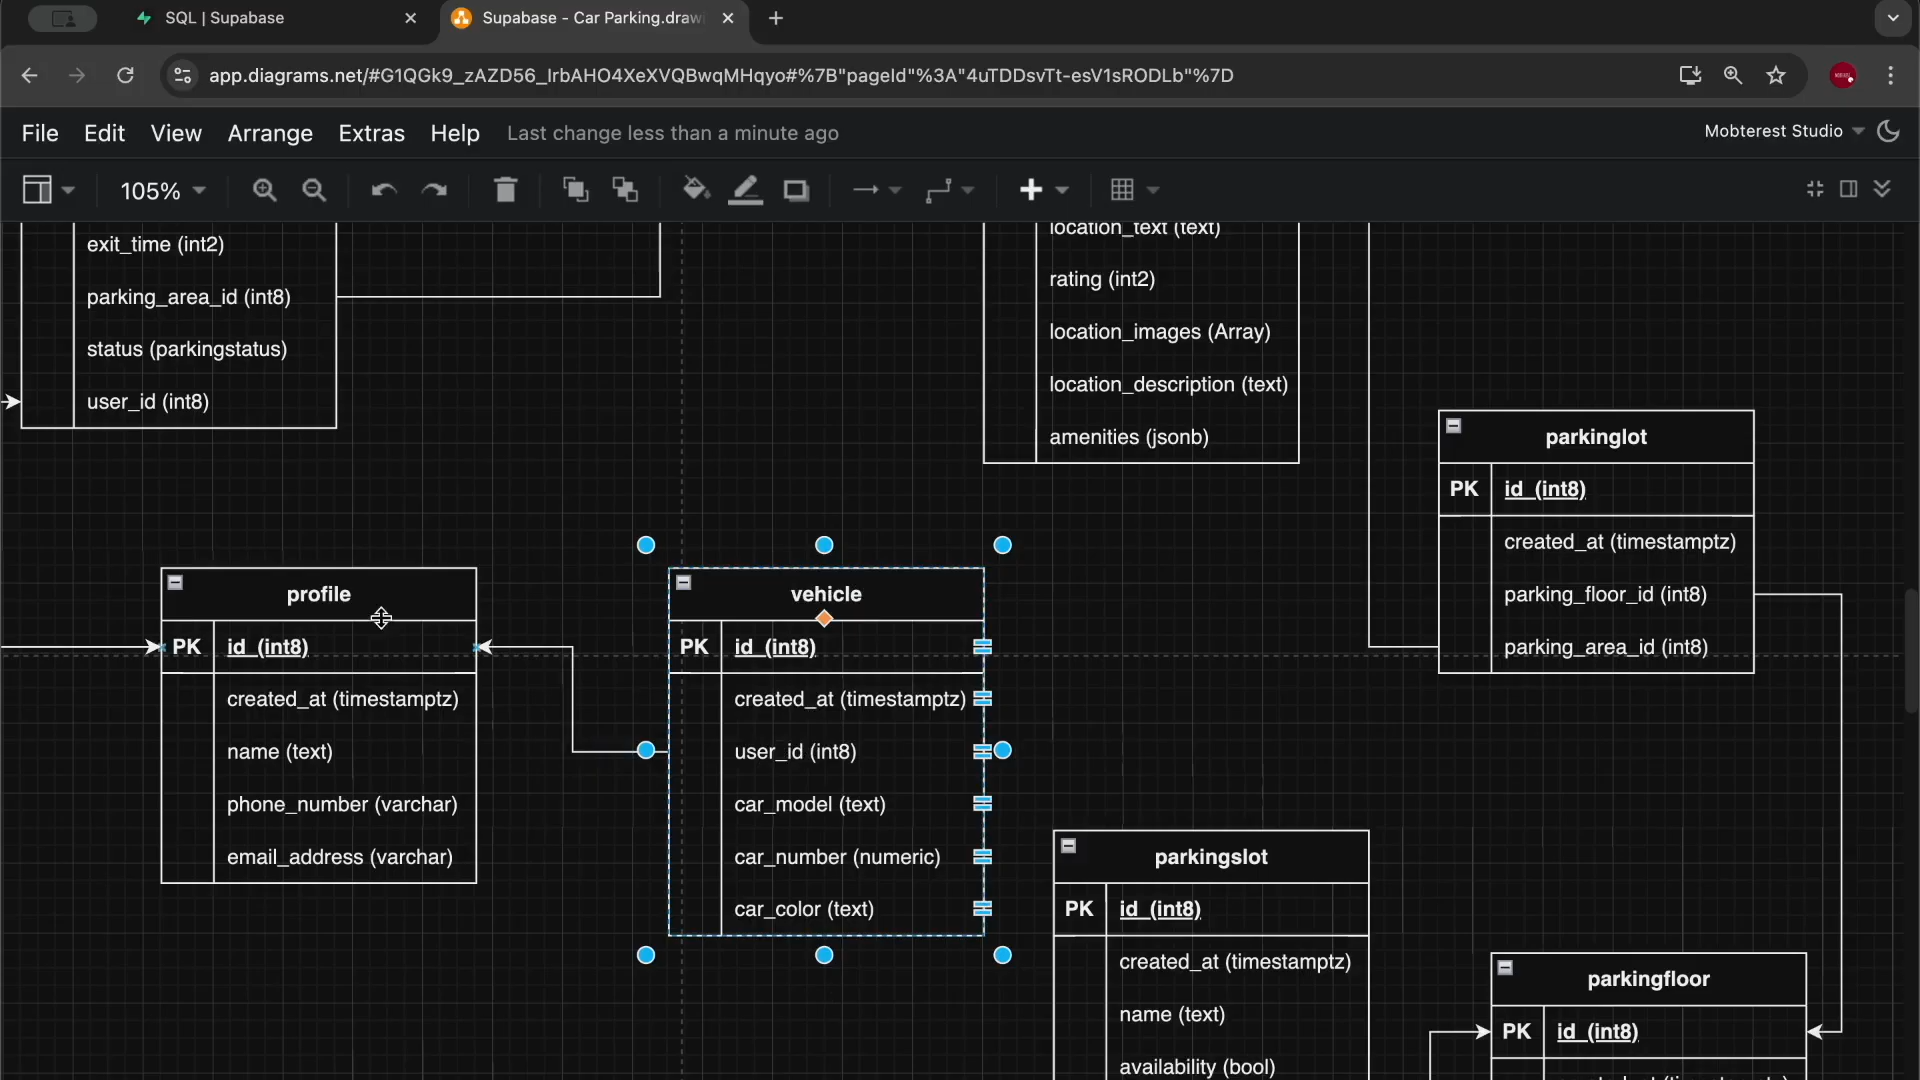 SQL | Supabase
Supabase - Car Parking.draw
app.diagrams.net/#G1QGk9_zAZD56_IrbAHO4XeXVQBwqMHqyo#%7B"pageId"%3A"4uTDDsvTt-esV1sRODLb"%7D
File Edit View Arrange Extras Help Last change less than a minute ago
Mobterest Studio
105%
exit_time (int2)
parking_area_id (int8)
status (parkingstatus)
user_id (int8)
location_text (text)
rating (int2)
location_images (Array)
location_description (text)
amenities (jsonb)
parkinglot
PK id (int8)
created_at (timestamptz)
parking_floor_id (int8)
parking_area_id (int8)
profile
PK id (int8)
created_at (timestamptz)
name (text)
phone_number (varchar)
email_address (varchar)
vehicle
PK id (int8)
created_at (timestamptz)
user_id (int8)
car_model (text)
car_number (numeric)
car_color (text)
parkingslot
PK id (int8)
created_at (timestamptz)
name (text)
availability (bool)
parkingfloor
PK id (int8)